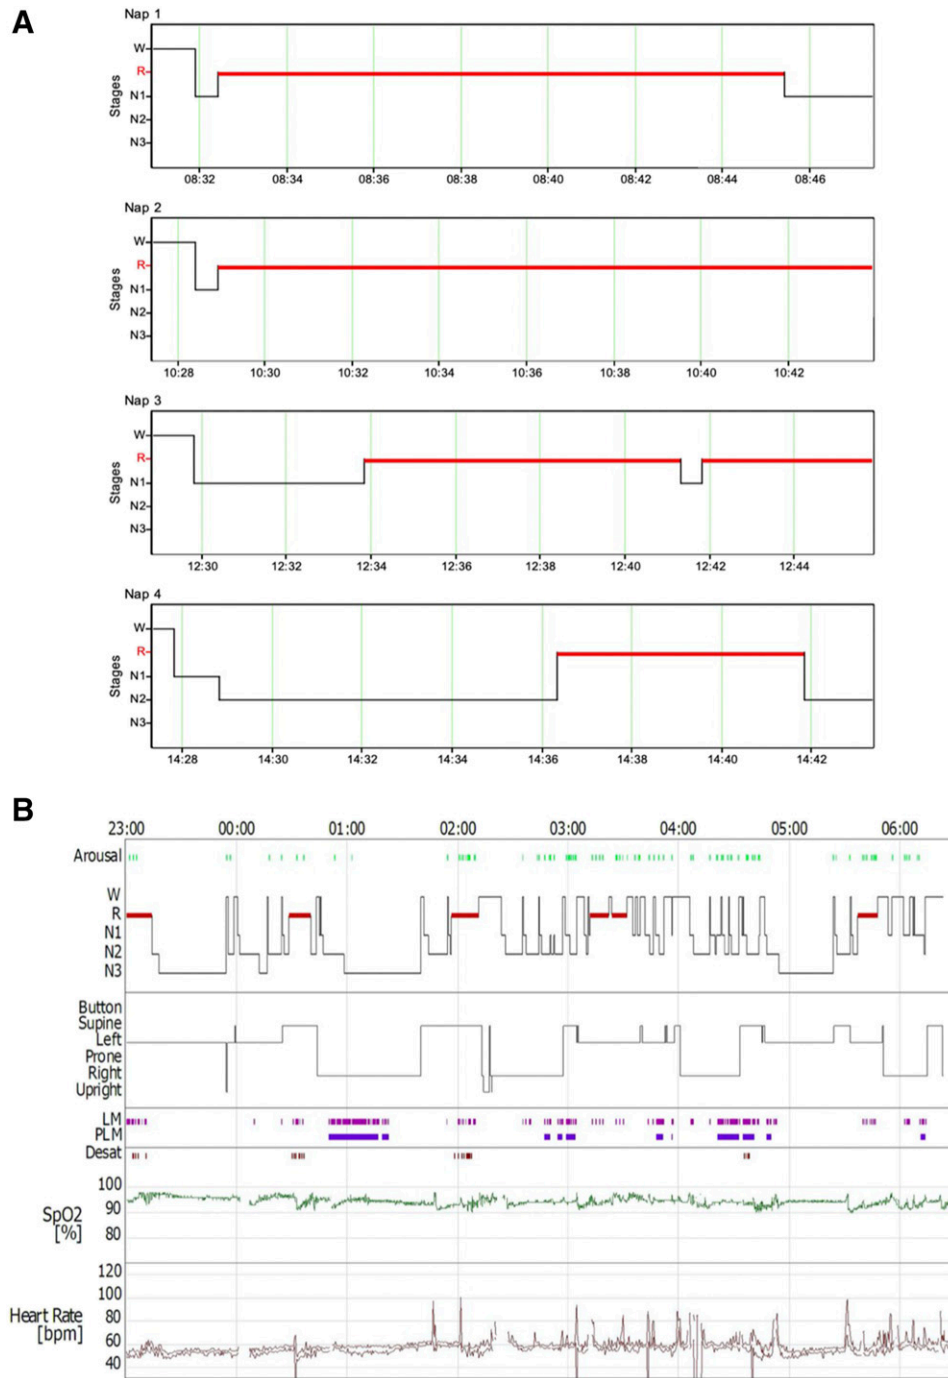 A
Nap 1
Stages
W
R
N1
N2
N3
08:32 08:34 08:36 08:38 08:40 08:42 08:44 08:46
Nap 2
Stages
W
R
N1
N2
N3
10:28 10:30 10:32 10:34 10:36 10:38 10:40 10:42
Nap 3
Stages
W
R
N1
N2
N3
12:30 12:32 12:34 12:36 12:38 12:40 12:42 12:44
Nap 4
Stages
W
R
N1
N2
N3
14:28 14:30 14:32 14:34 14:36 14:38 14:40 14:42
B
23:00 00:00 01:00 02:00 03:00 04:00 05:00 06:00
Arousal
W
R
N1
N2
N3
Button
Supine
Left
Prone
Right
Upright
LM
PLM
Desat
SpO2
[%]
100
90
80
Heart Rate
[bpm]
120
100
80
60
40